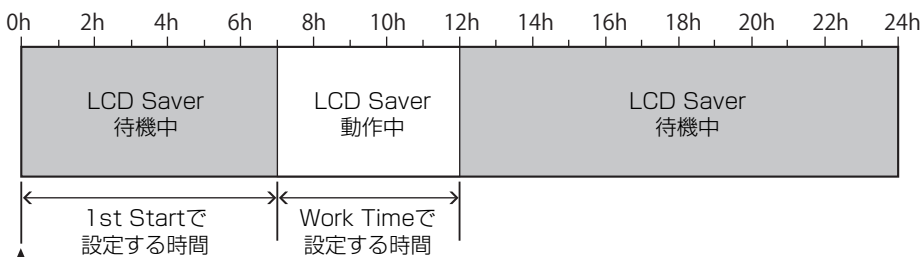 0h 2h 4h 6h 8h 10h 12h 14h 16h 18h 20h 22h 24h
LCD Saver
待機中
LCD Saver
動作中
LCD Saver
待機中
1st Startで
設定する時間
Work Timeで
設定する時間